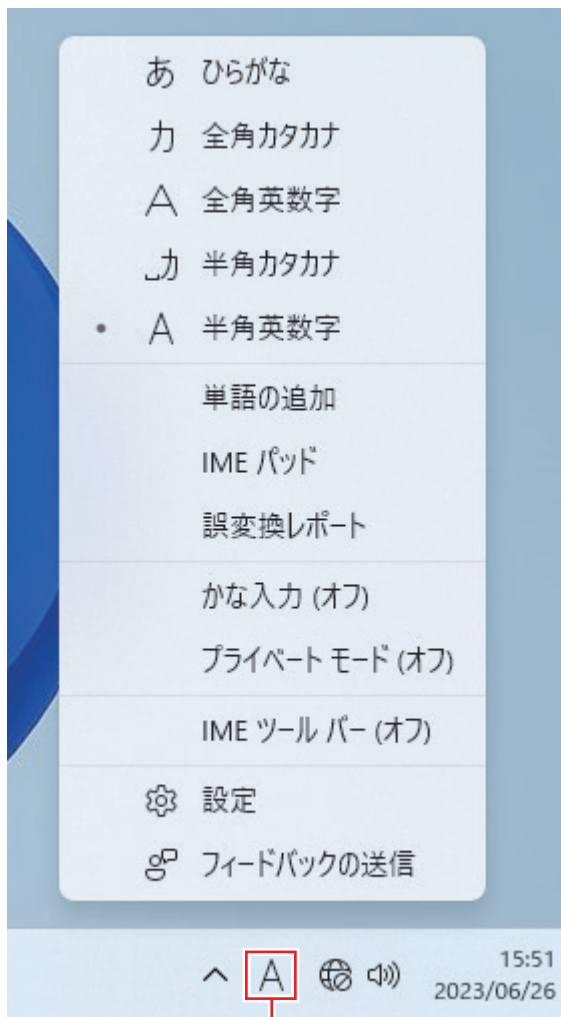 あ ひらがな
カ 全角カタカナ
A 全角英数字
_カ 半角カタカナ
• A 半角英数字
単語の追加
IME パッド
誤変換レポート
かな入力 (オフ)
プライベート モード (オフ)
IME ツール バー (オフ)
設定
フィードバックの送信
A 15:51
2023/06/26